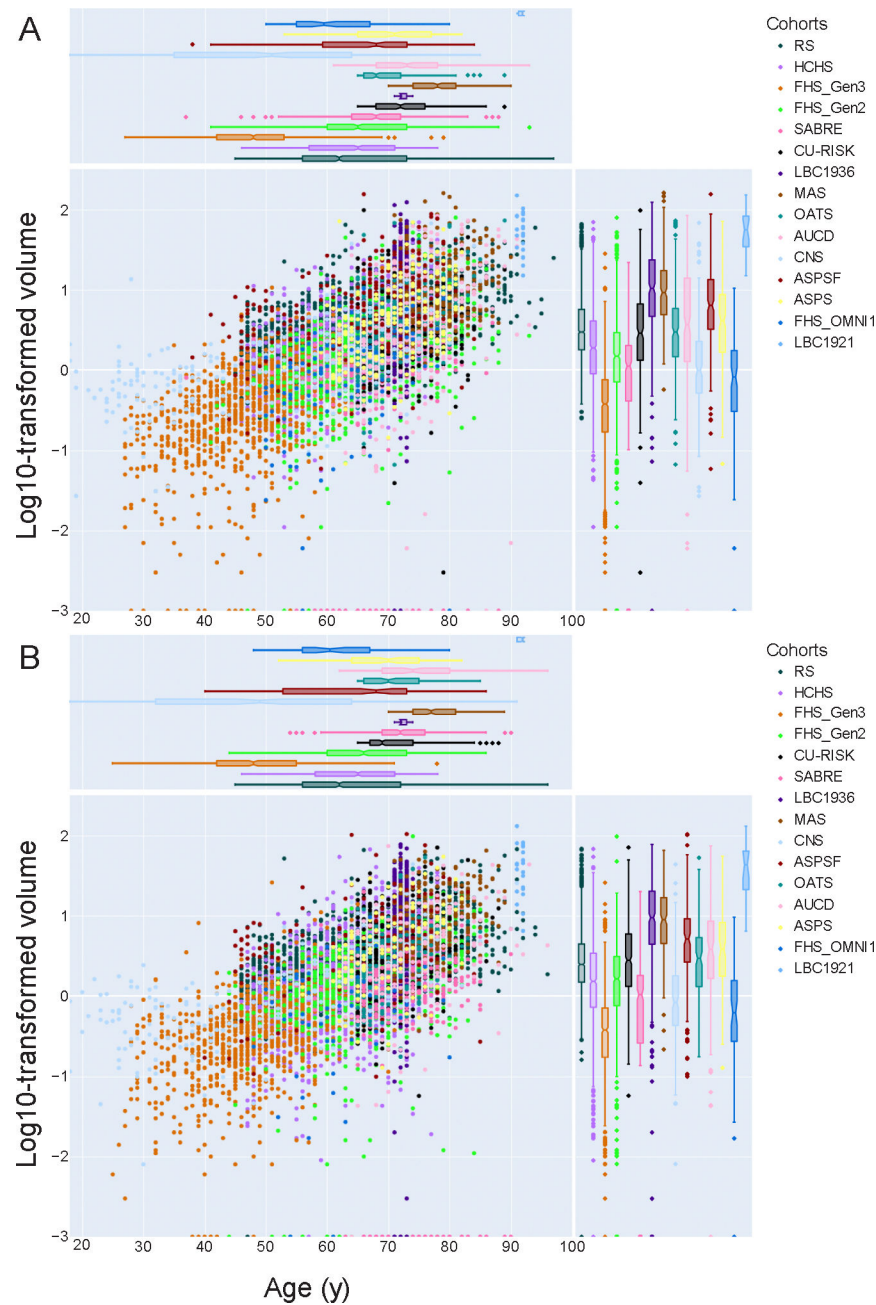 A
Cohorts
RS
HCHS
FHS_Gen3
FHS_Gen2
SABRE
CU-RISK
LBC1936
MAS
OATS
AUCD
CNS
ASPSF
ASPS
FHS_OMNI1
LBC1921
Log10-transformed volume
2
1
0
−1
−2
−3
20 30 40 50 60 70 80 90 100
B
Cohorts
RS
HCHS
FHS_Gen3
FHS_Gen2
CU-RISK
SABRE
LBC1936
MAS
CNS
ASPSF
OATS
AUCD
ASPS
FHS_OMNI1
LBC1921
Log10-transformed volume
2
1
0
−1
−2
−3
20 30 40 50 60 70 80 90 100
Age (y)